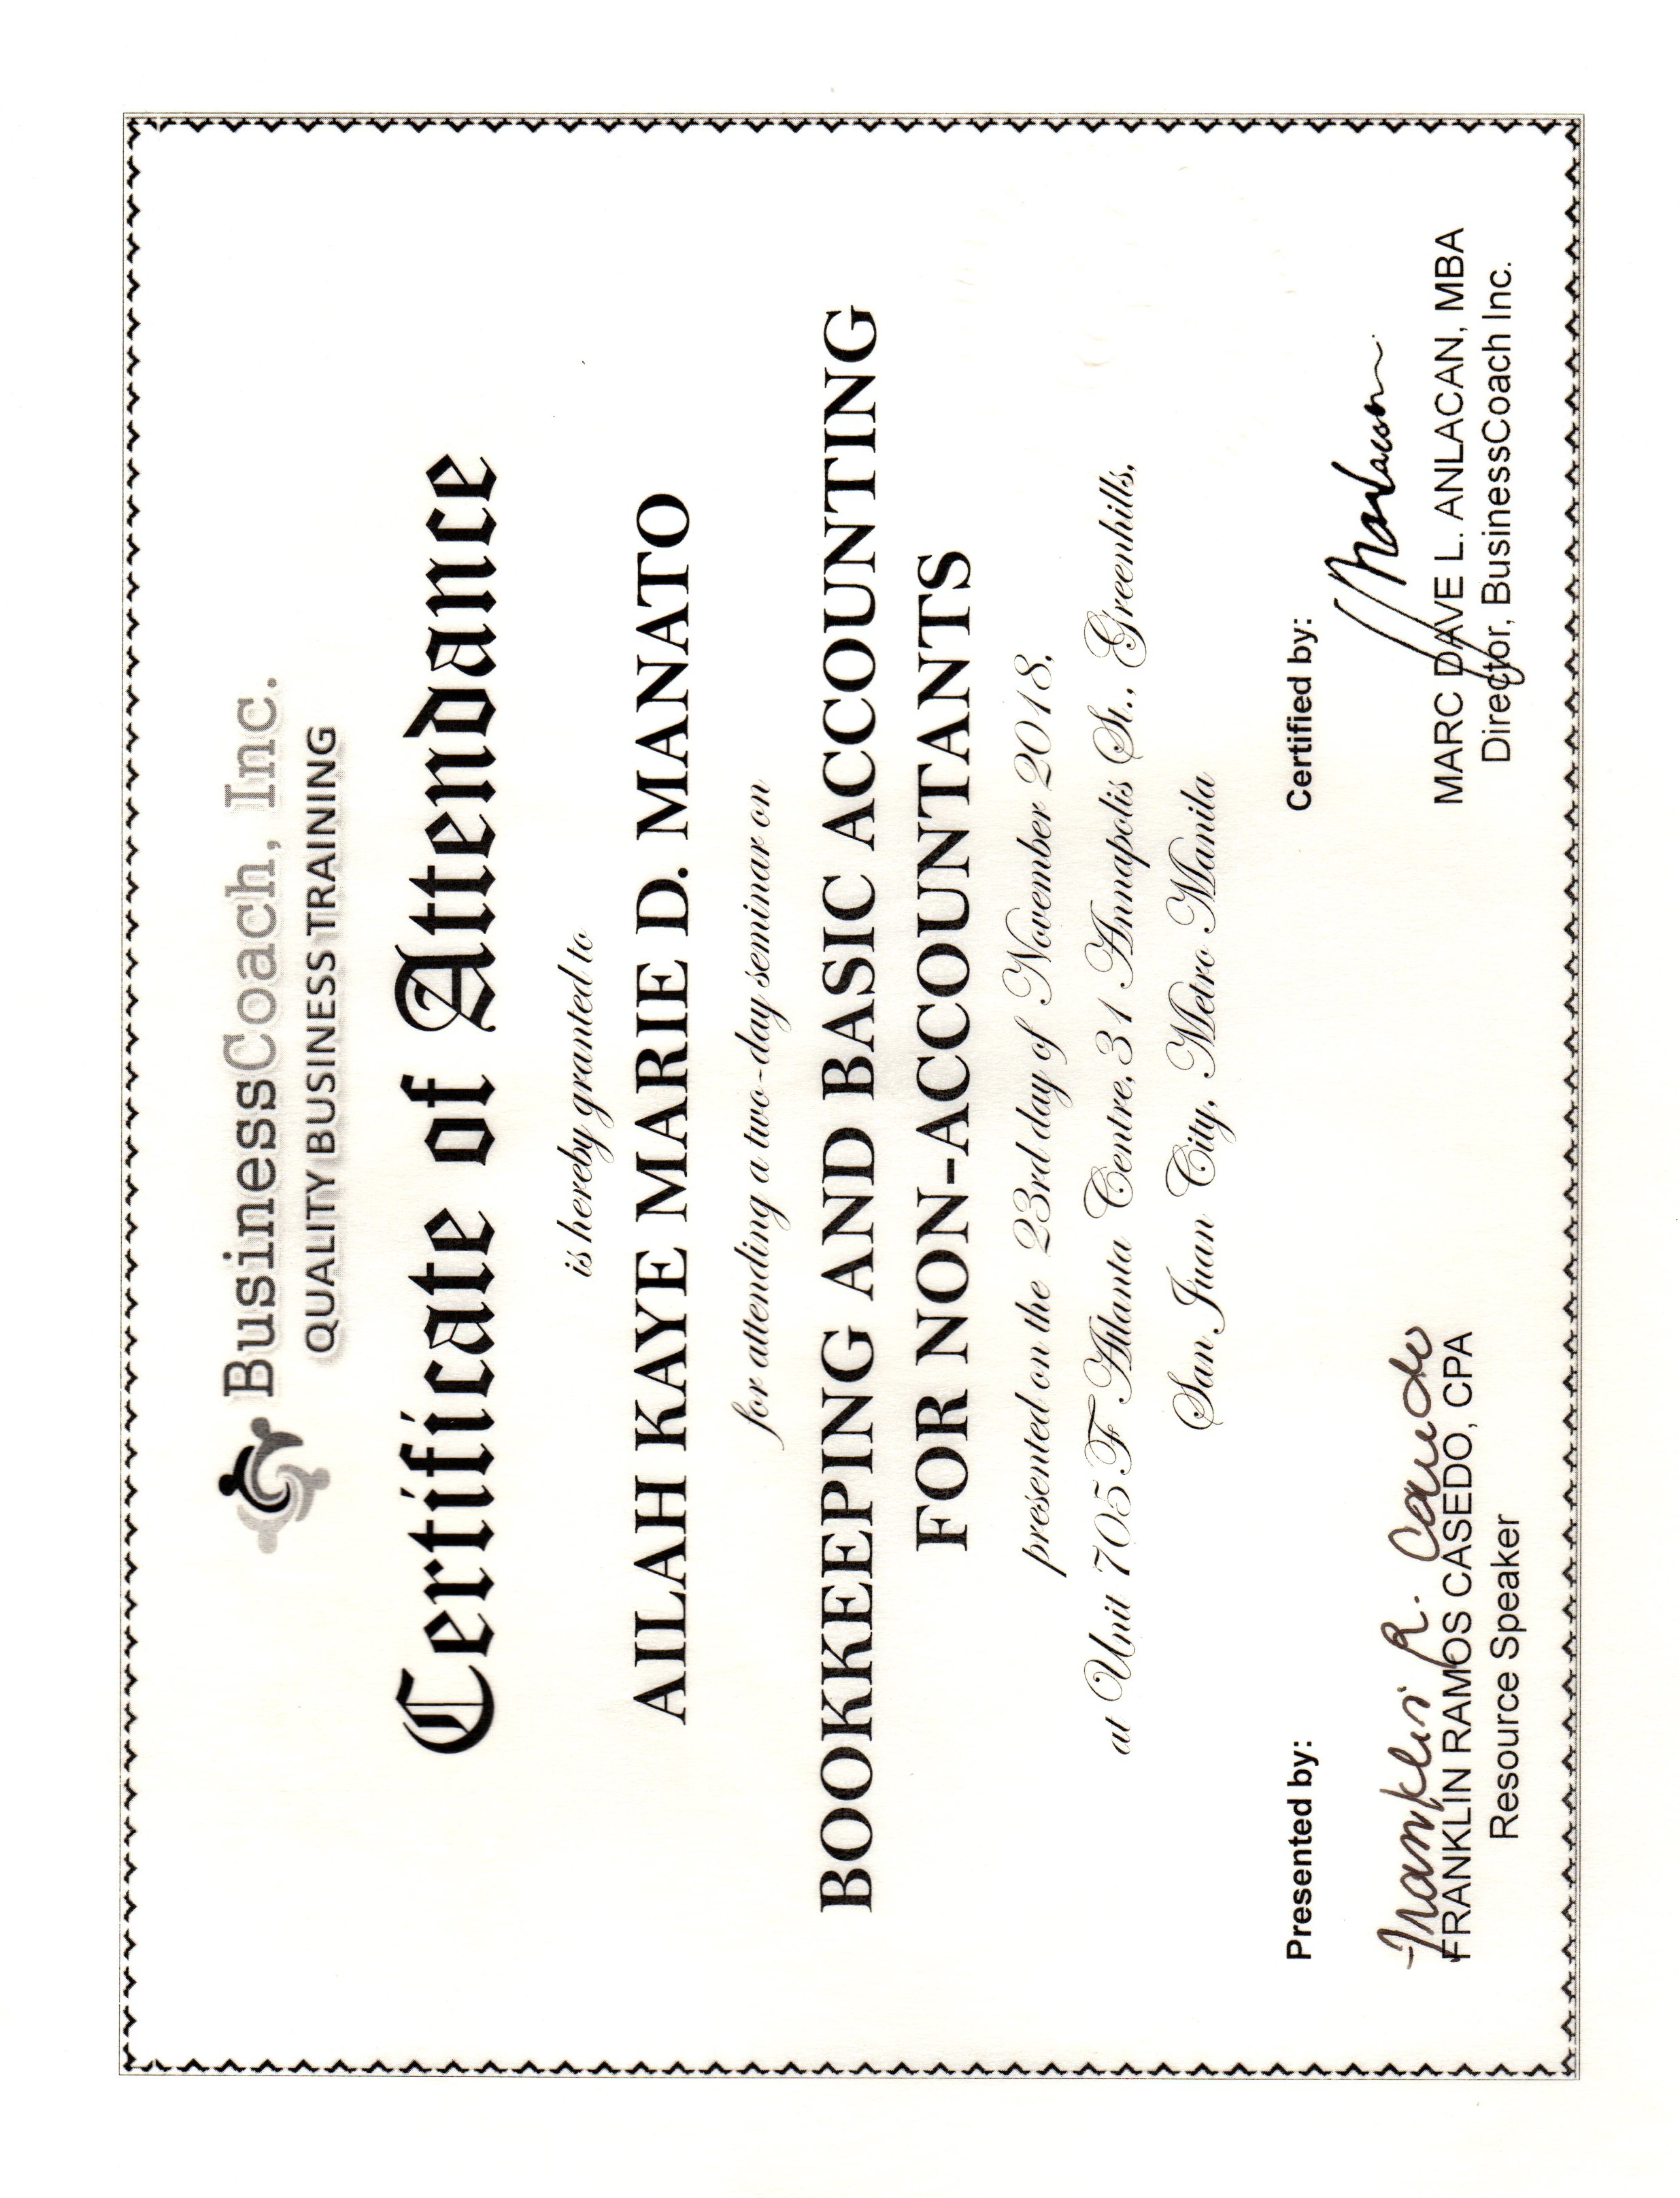 BusinessCoach, Inc.
QUALITY BUSINESS TRAINING
Certificate of Attendance
is hereby granted to
AILAH KAYE MARIE D. MANATO
for attending a two-day seminar on
BOOKKEEPING AND BASIC ACCOUNTING
FOR NON-ACCOUNTANTS
presented on the 23rd day of November 2018,
at Unit 705 F Atlanta Centre, 31 Annapolis St., Greenhills,
San Juan City, Metro Manila
Presented by:
Franklin R. Casedo
FRANKLIN RAMOS CASEDO, CPA
Resource Speaker
Certified by:
MARC DAVE L. ANLACAN, MBA
Director, BusinessCoach Inc.